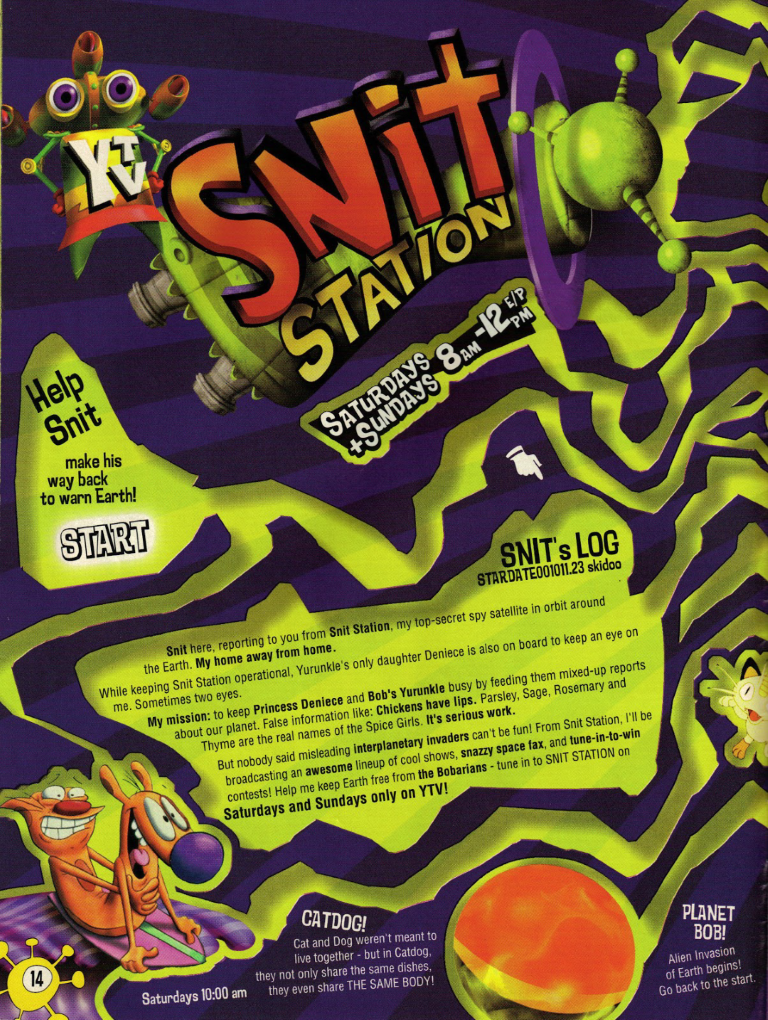 YTV
SNiT
STATION
SATURDAYS
+SUNDAYS 8AM-12PM E/P
Help
Snit
make his
way back
to warn Earth!
START
SNIT's LOG
STARDATE001011.23 skidoo
Snit here, reporting to you from Snit Station, my top-secret spy satellite in orbit around
the Earth. My home away from home.
While keeping Snit Station operational, Yurunkle's only daughter Deniece is also on board to keep an eye on
me. Sometimes two eyes.
My mission: to keep Princess Deniece and Bob's Yurunkle busy by feeding them mixed-up reports
about our planet. False information like: Chickens have lips. Parsley, Sage, Rosemary and
Thyme are the real names of the Spice Girls. It's serious work.
But nobody said misleading interplanetary invaders can't be fun! From Snit Station, I'll be
broadcasting an awesome lineup of cool shows, snazzy space fax, and tune-in-to-win
contests! Help me keep Earth free from the Bobarians - tune in to SNIT STATION on
Saturdays and Sundays only on YTV!
CATDOG!
Cat and Dog weren't meant to
live together - but in Catdog,
they not only share the same dishes,
they even share THE SAME BODY!
Saturdays 10:00 am
PLANET
BOB!
Alien Invasion
of Earth begins!
Go back to the start.
14